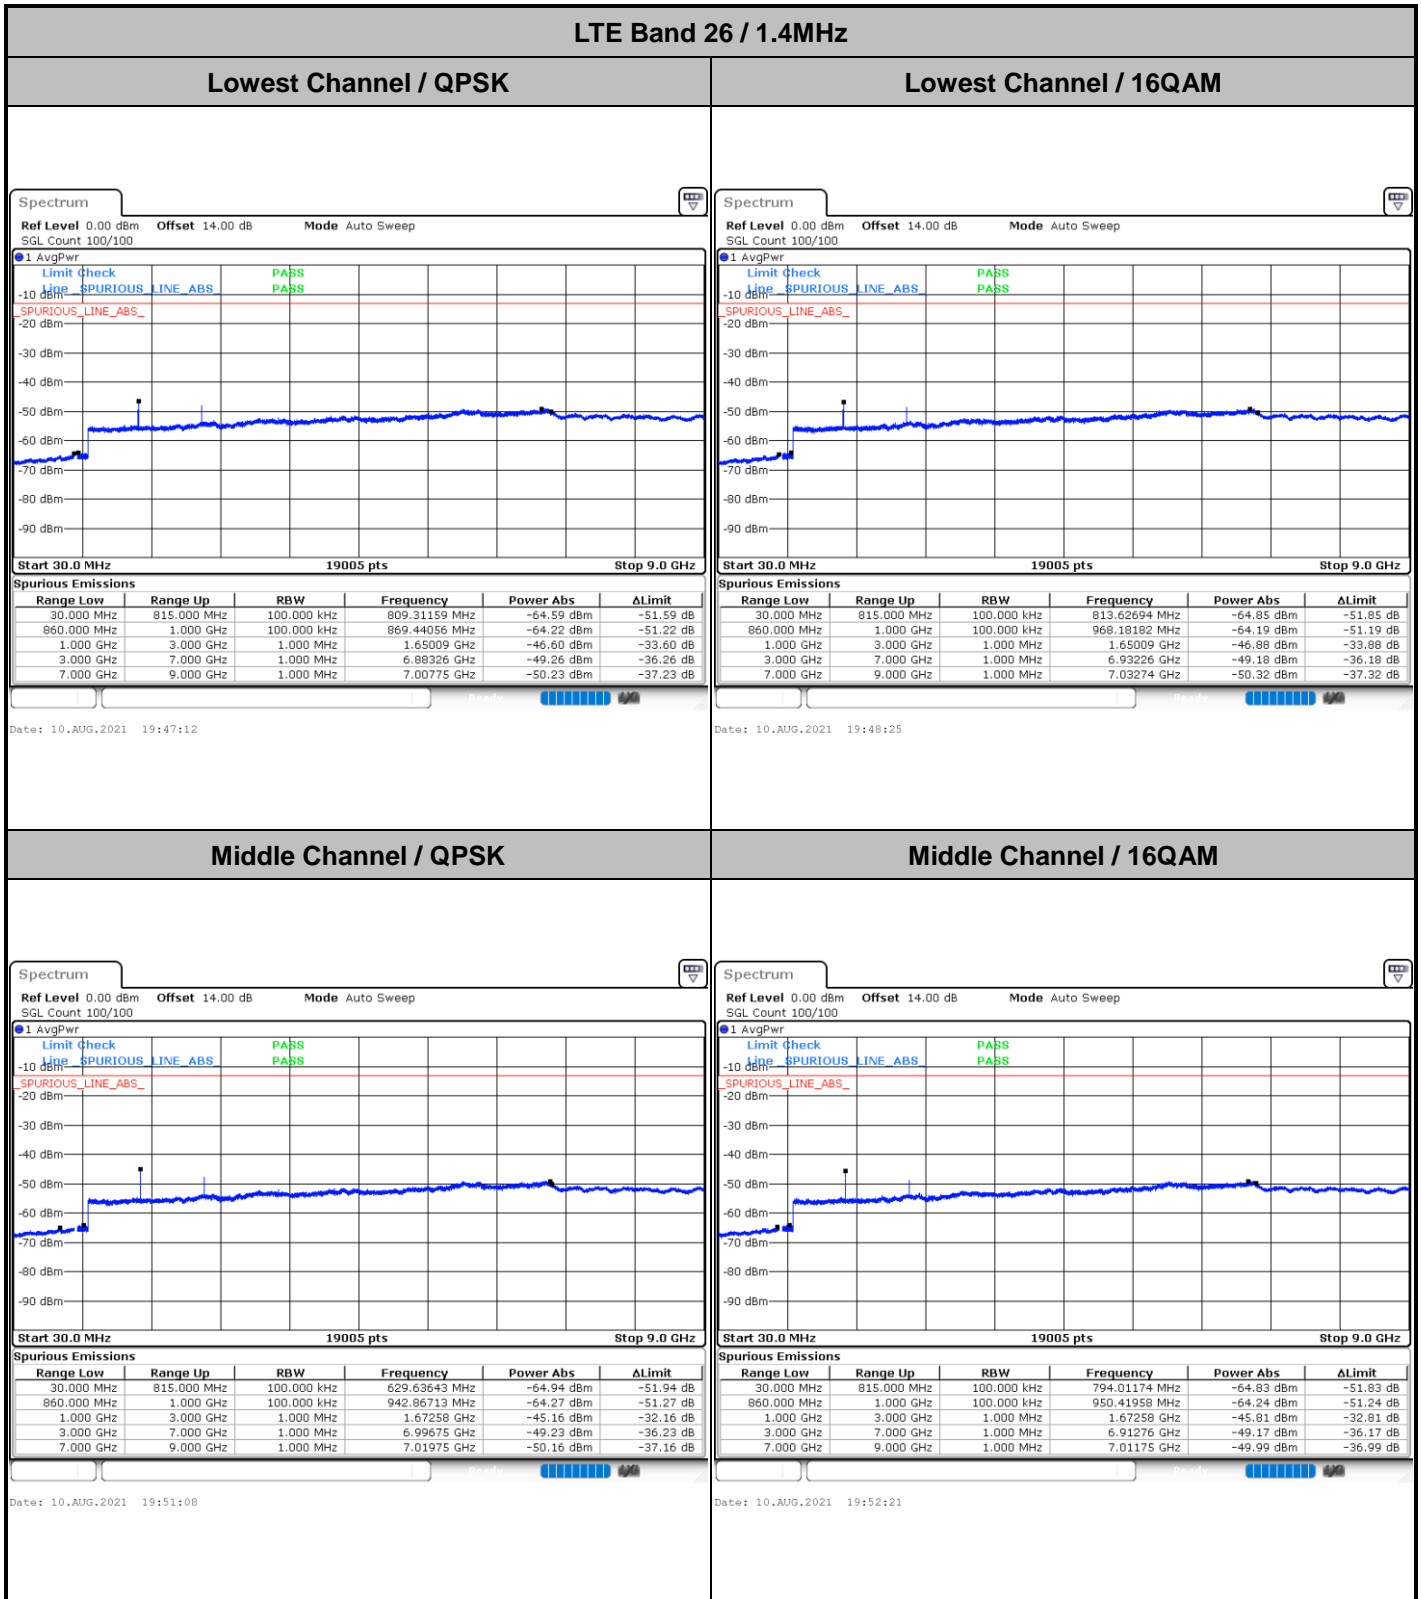 LTE Band 26 / 1.4MHz
Lowest Channel / QPSK
Lowest Channel / 16QAM
Spectrum
Ref Level 0.00 dBm Offset 14.00 dB Mode Auto Sweep
SGL Count 100/100
1 AvgPwr
Limit Check PASS
Line _SPURIOUS_LINE_ABS_ PASS
-10 dBm
_SPURIOUS_LINE_ABS_
-20 dBm
-30 dBm
-40 dBm
-50 dBm
-60 dBm
-70 dBm
-80 dBm
-90 dBm
Start 30.0 MHz 19005 pts Stop 9.0 GHz
Spurious Emissions
Range Low Range Up RBW Frequency Power Abs ΔLimit
30.000 MHz 815.000 MHz 100.000 kHz 809.31159 MHz -64.59 dBm -51.59 dB
860.000 MHz 1.000 GHz 100.000 kHz 869.44056 MHz -64.22 dBm -51.22 dB
1.000 GHz 3.000 GHz 1.000 MHz 1.65009 GHz -46.60 dBm -33.60 dB
3.000 GHz 7.000 GHz 1.000 MHz 6.88326 GHz -49.26 dBm -36.26 dB
7.000 GHz 9.000 GHz 1.000 MHz 7.00775 GHz -50.23 dBm -37.23 dB
Date: 10.AUG.2021 19:47:12
Spectrum
Ref Level 0.00 dBm Offset 14.00 dB Mode Auto Sweep
SGL Count 100/100
1 AvgPwr
Limit Check PASS
Line _SPURIOUS_LINE_ABS_ PASS
-10 dBm
_SPURIOUS_LINE_ABS_
-20 dBm
-30 dBm
-40 dBm
-50 dBm
-60 dBm
-70 dBm
-80 dBm
-90 dBm
Start 30.0 MHz 19005 pts Stop 9.0 GHz
Spurious Emissions
Range Low Range Up RBW Frequency Power Abs ΔLimit
30.000 MHz 815.000 MHz 100.000 kHz 813.62694 MHz -64.85 dBm -51.85 dB
860.000 MHz 1.000 GHz 100.000 kHz 968.18182 MHz -64.19 dBm -51.19 dB
1.000 GHz 3.000 GHz 1.000 MHz 1.65009 GHz -46.88 dBm -33.88 dB
3.000 GHz 7.000 GHz 1.000 MHz 6.93226 GHz -49.18 dBm -36.18 dB
7.000 GHz 9.000 GHz 1.000 MHz 7.03274 GHz -50.32 dBm -37.32 dB
Date: 10.AUG.2021 19:48:25
Middle Channel / QPSK
Middle Channel / 16QAM
Spectrum
Ref Level 0.00 dBm Offset 14.00 dB Mode Auto Sweep
SGL Count 100/100
1 AvgPwr
Limit Check PASS
Line _SPURIOUS_LINE_ABS_ PASS
-10 dBm
_SPURIOUS_LINE_ABS_
-20 dBm
-30 dBm
-40 dBm
-50 dBm
-60 dBm
-70 dBm
-80 dBm
-90 dBm
Start 30.0 MHz 19005 pts Stop 9.0 GHz
Spurious Emissions
Range Low Range Up RBW Frequency Power Abs ΔLimit
30.000 MHz 815.000 MHz 100.000 kHz 629.63643 MHz -64.94 dBm -51.94 dB
860.000 MHz 1.000 GHz 100.000 kHz 942.86713 MHz -64.27 dBm -51.27 dB
1.000 GHz 3.000 GHz 1.000 MHz 1.67258 GHz -45.16 dBm -32.16 dB
3.000 GHz 7.000 GHz 1.000 MHz 6.99675 GHz -49.23 dBm -36.23 dB
7.000 GHz 9.000 GHz 1.000 MHz 7.01975 GHz -50.16 dBm -37.16 dB
Date: 10.AUG.2021 19:51:08
Spectrum
Ref Level 0.00 dBm Offset 14.00 dB Mode Auto Sweep
SGL Count 100/100
1 AvgPwr
Limit Check PASS
Line _SPURIOUS_LINE_ABS_ PASS
-10 dBm
_SPURIOUS_LINE_ABS_
-20 dBm
-30 dBm
-40 dBm
-50 dBm
-60 dBm
-70 dBm
-80 dBm
-90 dBm
Start 30.0 MHz 19005 pts Stop 9.0 GHz
Spurious Emissions
Range Low Range Up RBW Frequency Power Abs ΔLimit
30.000 MHz 815.000 MHz 100.000 kHz 794.01174 MHz -64.83 dBm -51.83 dB
860.000 MHz 1.000 GHz 100.000 kHz 950.41958 MHz -64.24 dBm -51.24 dB
1.000 GHz 3.000 GHz 1.000 MHz 1.67258 GHz -45.81 dBm -32.81 dB
3.000 GHz 7.000 GHz 1.000 MHz 6.91276 GHz -49.17 dBm -36.17 dB
7.000 GHz 9.000 GHz 1.000 MHz 7.01175 GHz -49.99 dBm -36.99 dB
Date: 10.AUG.2021 19:52:21